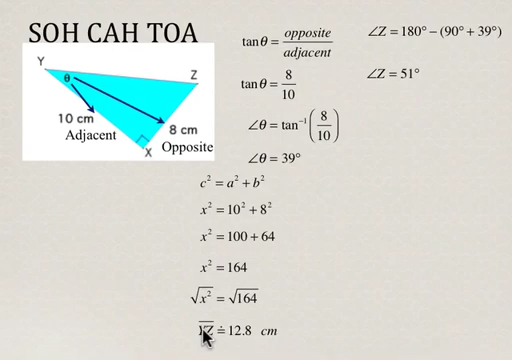 SOH CAH TOA
Y
θ
Z
10 cm
Adjacent
8 cm
Opposite
X
tan θ = opposite / adjacent
tan θ = 8 / 10
∠θ = tan⁻¹(8 / 10)
∠θ = 39°
∠Z = 180° − (90° + 39°)
∠Z = 51°
c² = a² + b²
x² = 10² + 8²
x² = 100 + 64
x² = 164
√x² = √164
≐ 12.8 cm